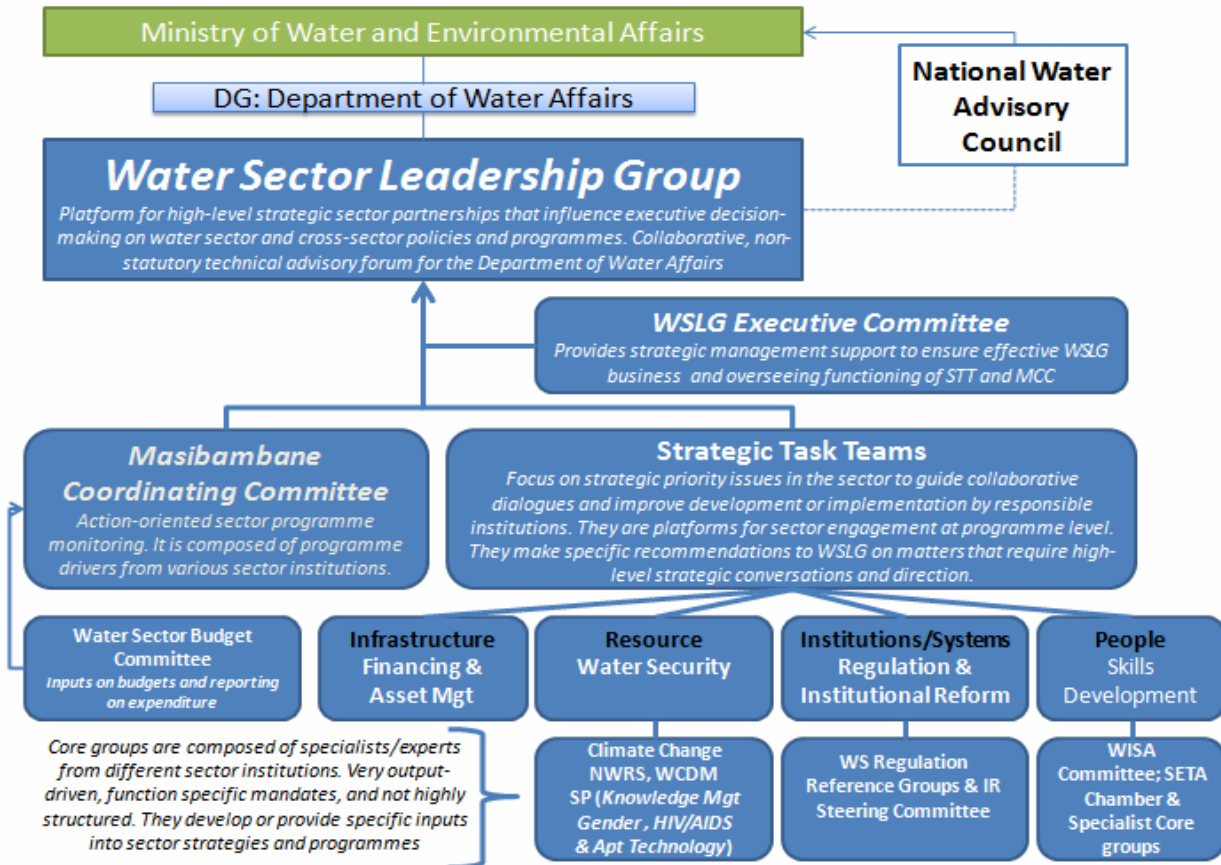 Ministry of Water and Environmental Affairs
DG: Department of Water Affairs
National Water
Advisory
Council
Water Sector Leadership Group
Platform for high-level strategic sector partnerships that influence executive decision-
making on water sector and cross-sector policies and programmes. Collaborative, non-
statutory technical advisory forum for the Department of Water Affairs
WSLG Executive Committee
Provides strategic management support to ensure effective WSLG
business and overseeing functioning of STT and MCC
Masibambane
Coordinating Committee
Action-oriented sector programme
monitoring. It is composed of programme
drivers from various sector institutions.
Strategic Task Teams
Focus on strategic priority issues in the sector to guide collaborative
dialogues and improve development or implementation by responsible
institutions. They are platforms for sector engagement at programme level.
They make specific recommendations to WSLG on matters that require high-
level strategic conversations and direction.
Water Sector Budget
Committee
Inputs on budgets and reporting
on expenditure
Infrastructure
Financing &
Asset Mgt
Resource
Water Security
Institutions/Systems
Regulation &
Institutional Reform
People
Skills
Development
Core groups are composed of specialists/experts
from different sector institutions. Very output-
driven, function specific mandates, and not highly
structured. They develop or provide specific inputs
into sector strategies and programmes
Climate Change
NWRS, WCDM
SP (Knowledge Mgt
Gender , HIV/AIDS
& Apt Technology)
WS Regulation
Reference Groups & IR
Steering Committee
WISA
Committee; SETA
Chamber &
Specialist Core
groups